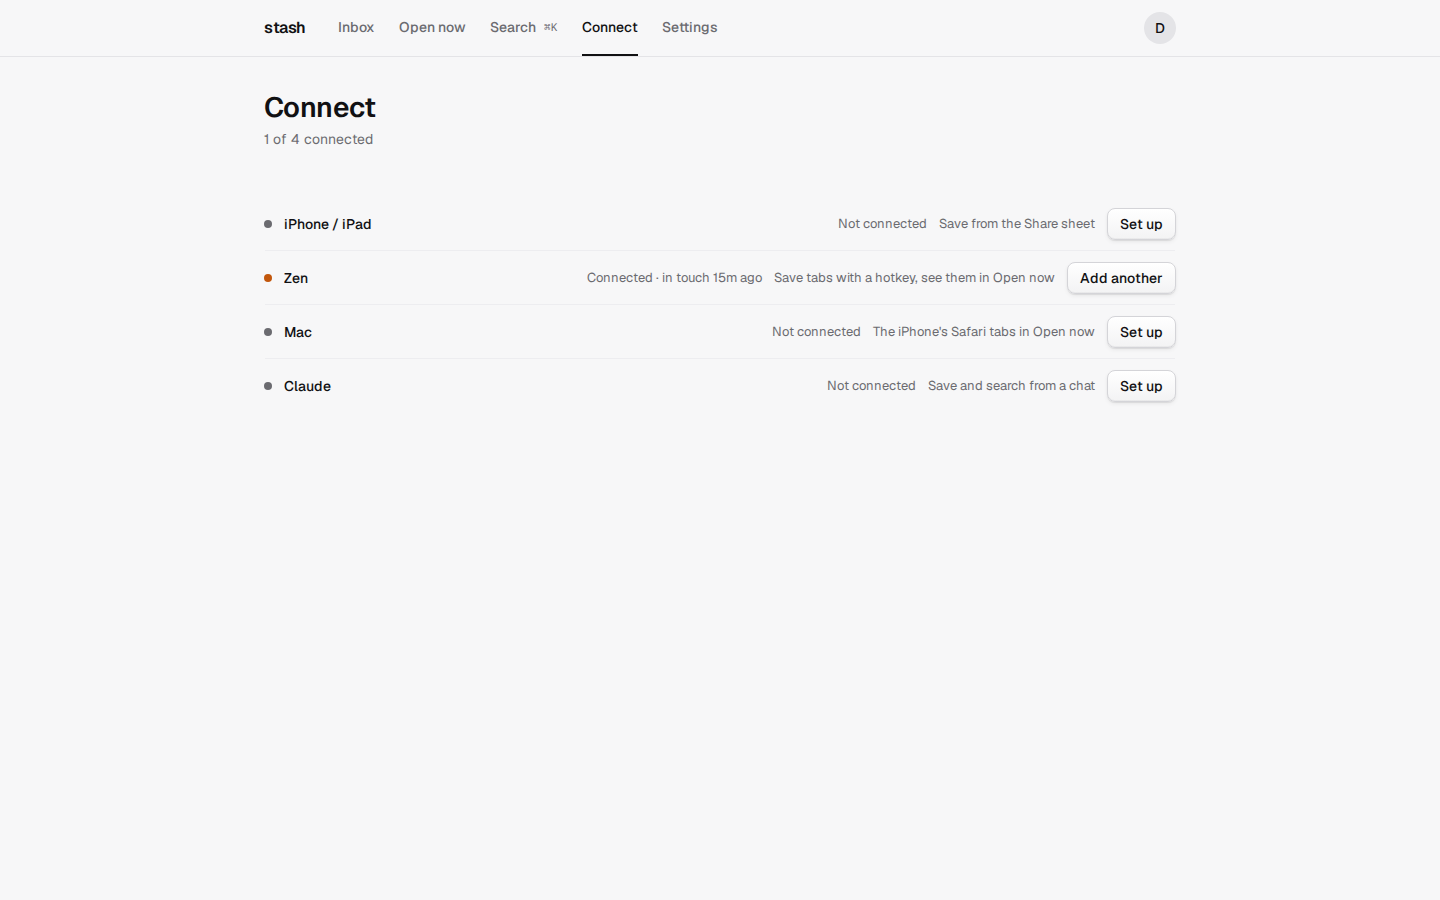 stash Inbox Open now Search ⌘K Connect Settings D
Connect
1 of 4 connected
iPhone / iPad Not connected Save from the Share sheet Set up
Zen Connected · in touch 15m ago Save tabs with a hotkey, see them in Open now Add another
Mac Not connected The iPhone's Safari tabs in Open now Set up
Claude Not connected Save and search from a chat Set up